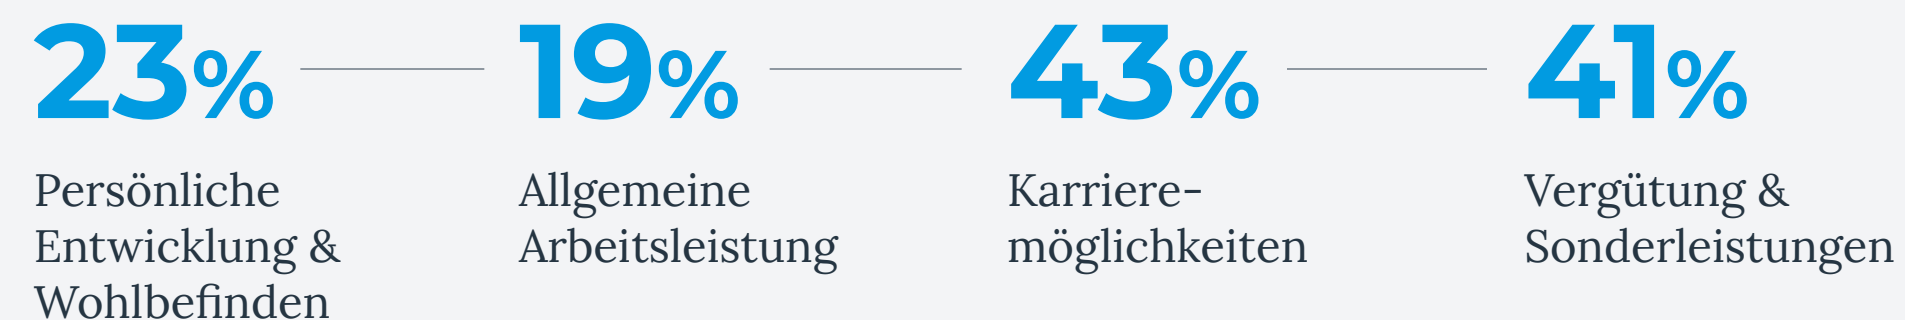 23% 19% 43% 41%
Persönliche
Entwicklung &
Wohlbefinden
Allgemeine
Arbeitsleistung
Karriere-
möglichkeiten
Vergütung &
Sonderleistungen